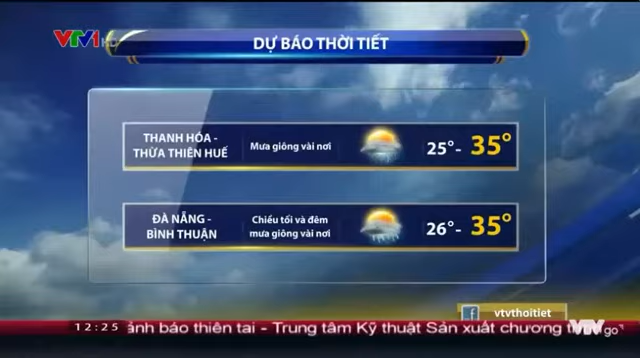 VTV1 HD
DỰ BÁO THỜI TIẾT
THANH HÓA -
THỪA THIÊN HUẾ
Mưa giông vài nơi
25°- 35°
ĐÀ NẴNG -
BÌNH THUẬN
Chiều tối và đêm
mưa giông vài nơi
26°- 35°
f vtvthoitiet
12:25 ảnh báo thiên tai - Trung tâm Kỹ thuật Sản xuất chương
VTV go